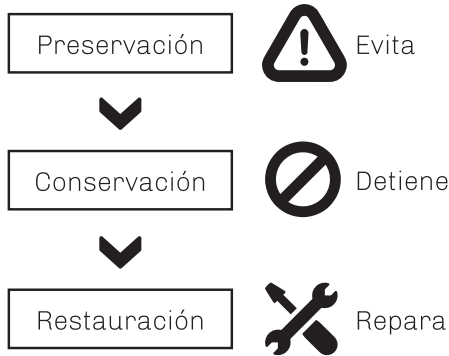 Preservación
Evita
Conservación
Detiene
Restauración
Repara